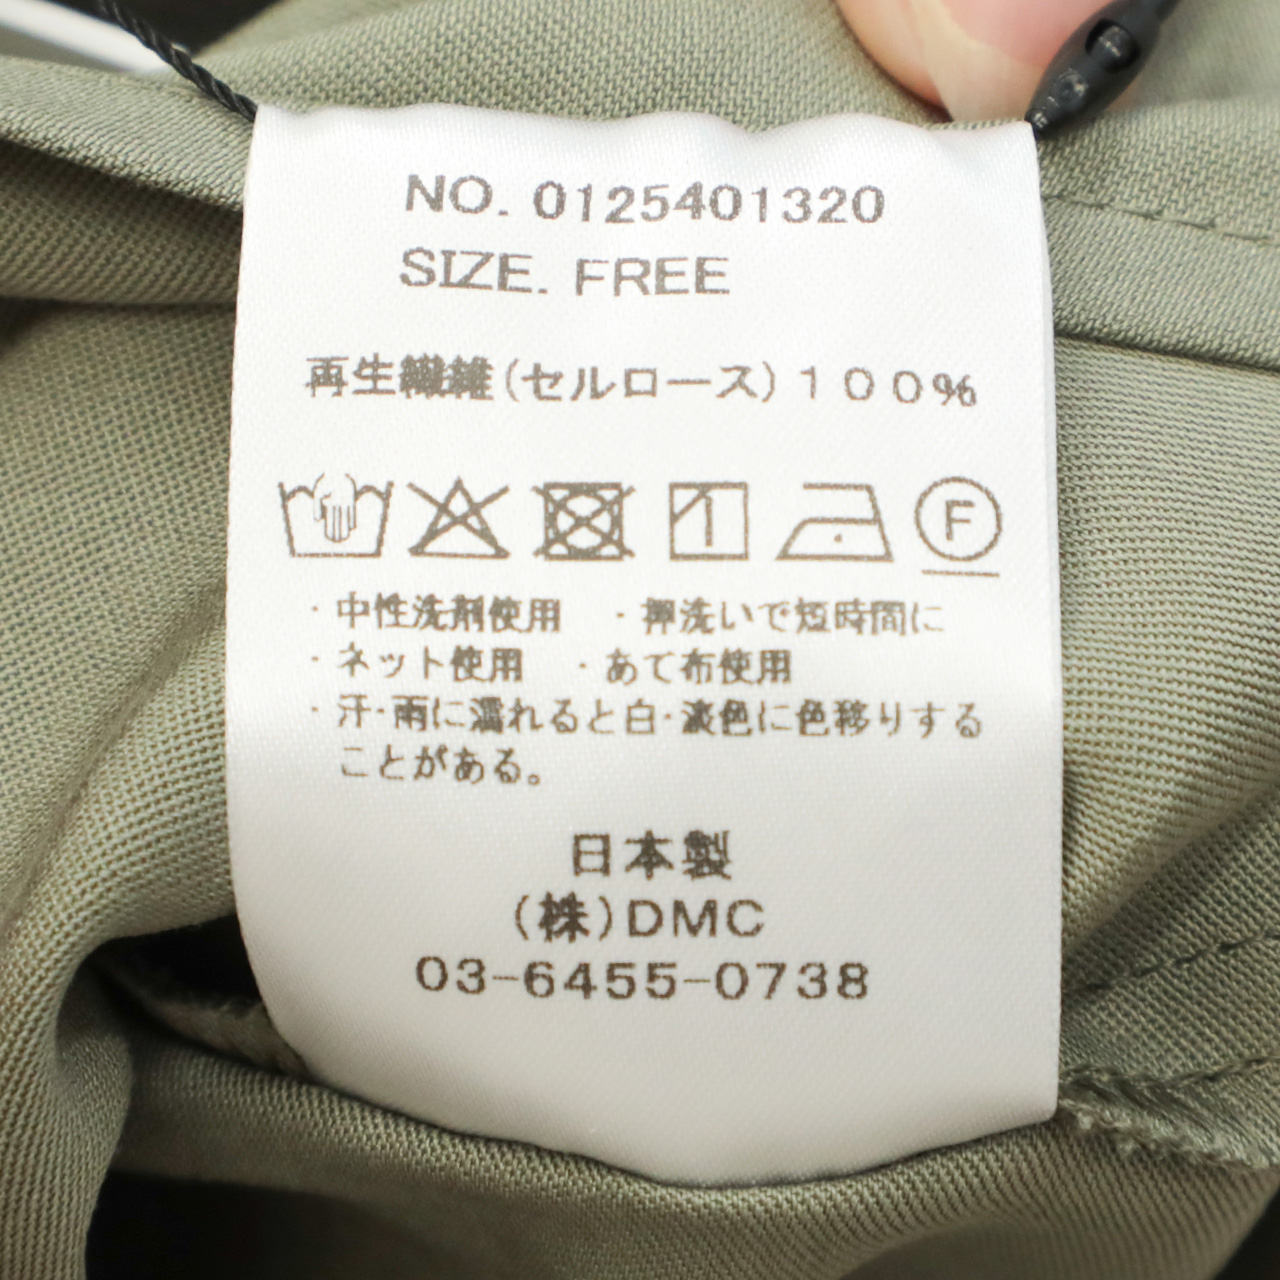 NO. 0125401320
SIZE. FREE
再生繊維(セルロース)１００%
F
・中性洗剤使用　・押洗いで短時間に
・ネット使用　・あて布使用
・汗・雨に濡れると白・淡色に色移りする
ことがある。
日本製
(株)DMC
03-6455-0738